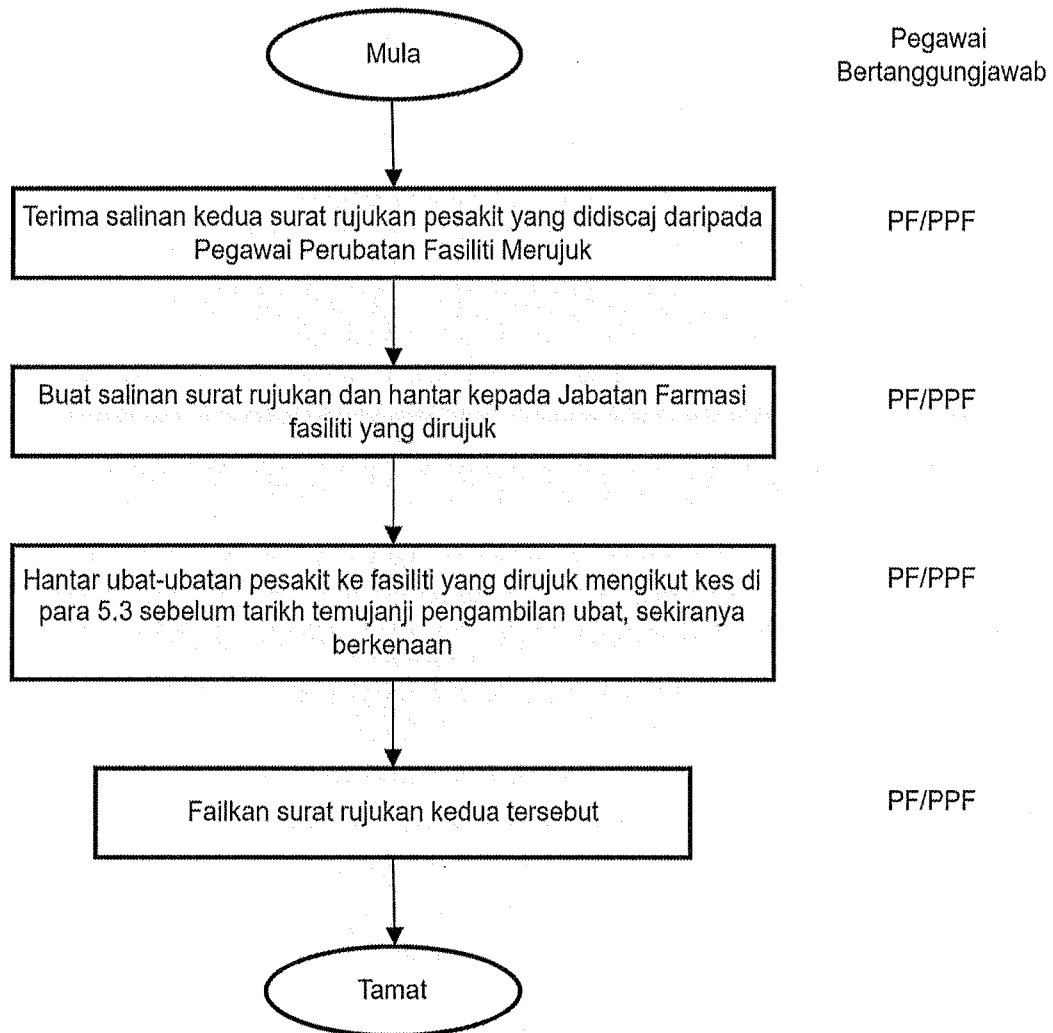 Mula
Pegawai
Bertanggungjawab
Terima salinan kedua surat rujukan pesakit yang didiscaj daripada
Pegawai Perubatan Fasiliti Merujuk
PF/PPF
Buat salinan surat rujukan dan hantar kepada Jabatan Farmasi
fasiliti yang dirujuk
PF/PPF
Hantar ubat-ubatan pesakit ke fasiliti yang dirujuk mengikut kes di
para 5.3 sebelum tarikh temujanji pengambilan ubat, sekiranya
berkenaan
PF/PPF
Failkan surat rujukan kedua tersebut
PF/PPF
Tamat